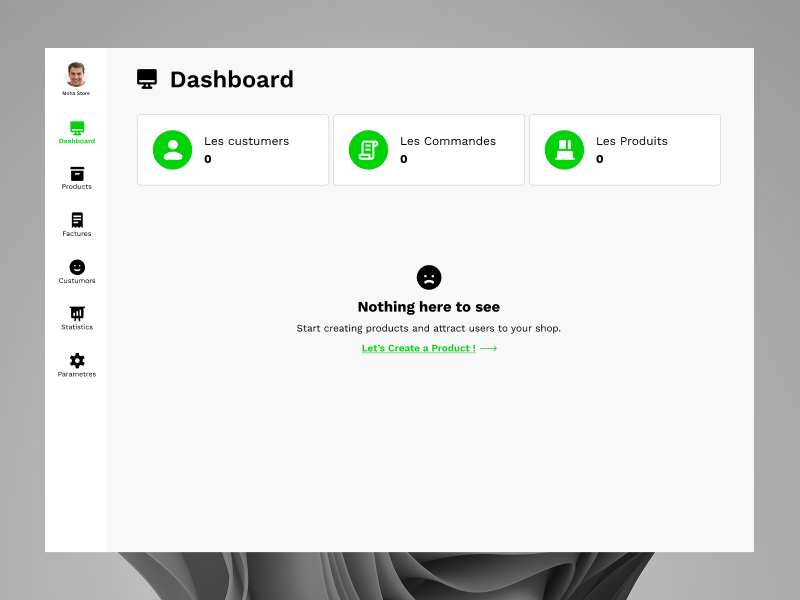 Moha Store
Dashboard
Products
Factures
Custumors
Statistics
Parametres
Dashboard
Les custumers
0
Les Commandes
0
Les Produits
0
Nothing here to see
Start creating products and attract users to your shop.
Let's Create a Product !